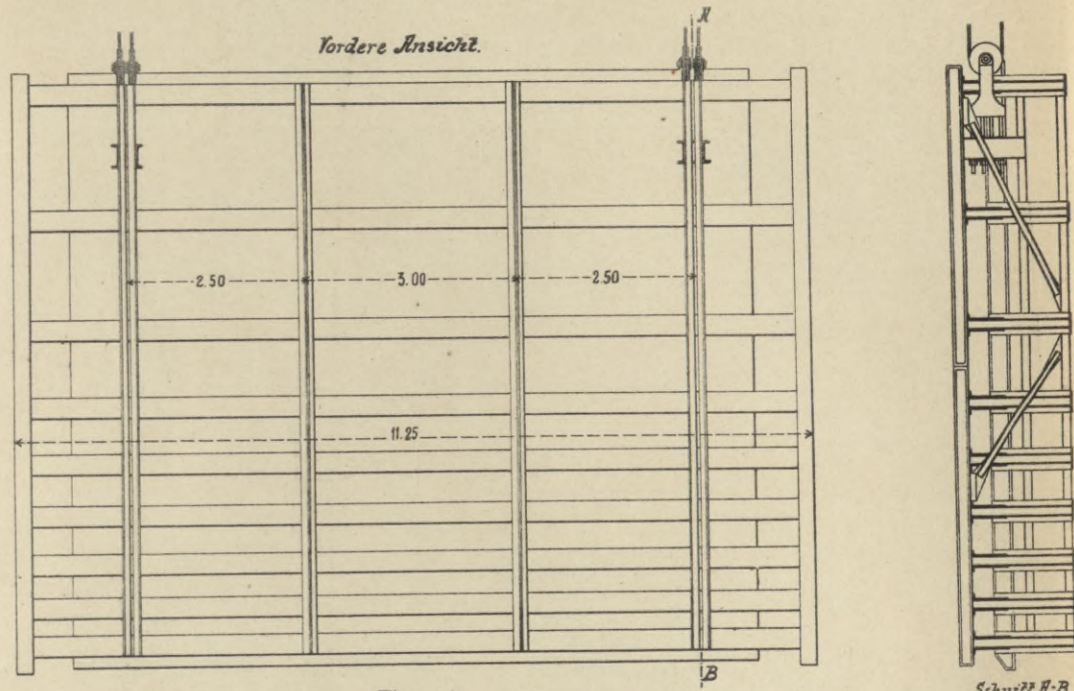 A
Vordere Ansicht.
2.50 3.00 2.50
11.25
B
Schnitt A-B